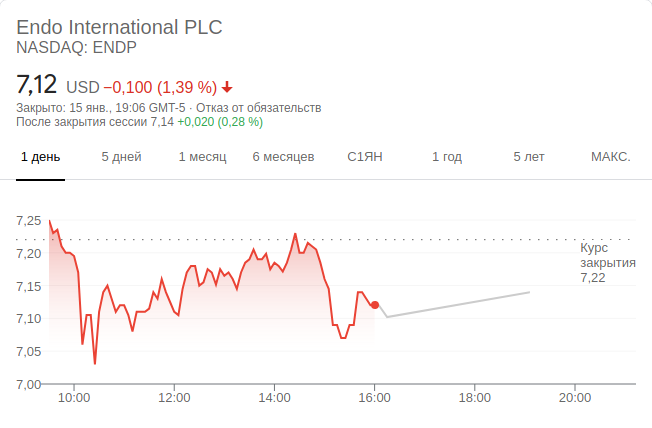 Endo International PLC
NASDAQ: ENDP
7,12 USD −0,100 (1,39 %)
Закрыто: 15 янв., 19:06 GMT-5 · Отказ от обязательств
После закрытия сессии 7,14 +0,020 (0,28 %)
1 день 5 дней 1 месяц 6 месяцев С1ЯН 1 год 5 лет МАКС.
7,25
7,20
7,15
7,10
7,05
7,00
Курс
закрытия
7,22
10:00 12:00 14:00 16:00 18:00 20:00